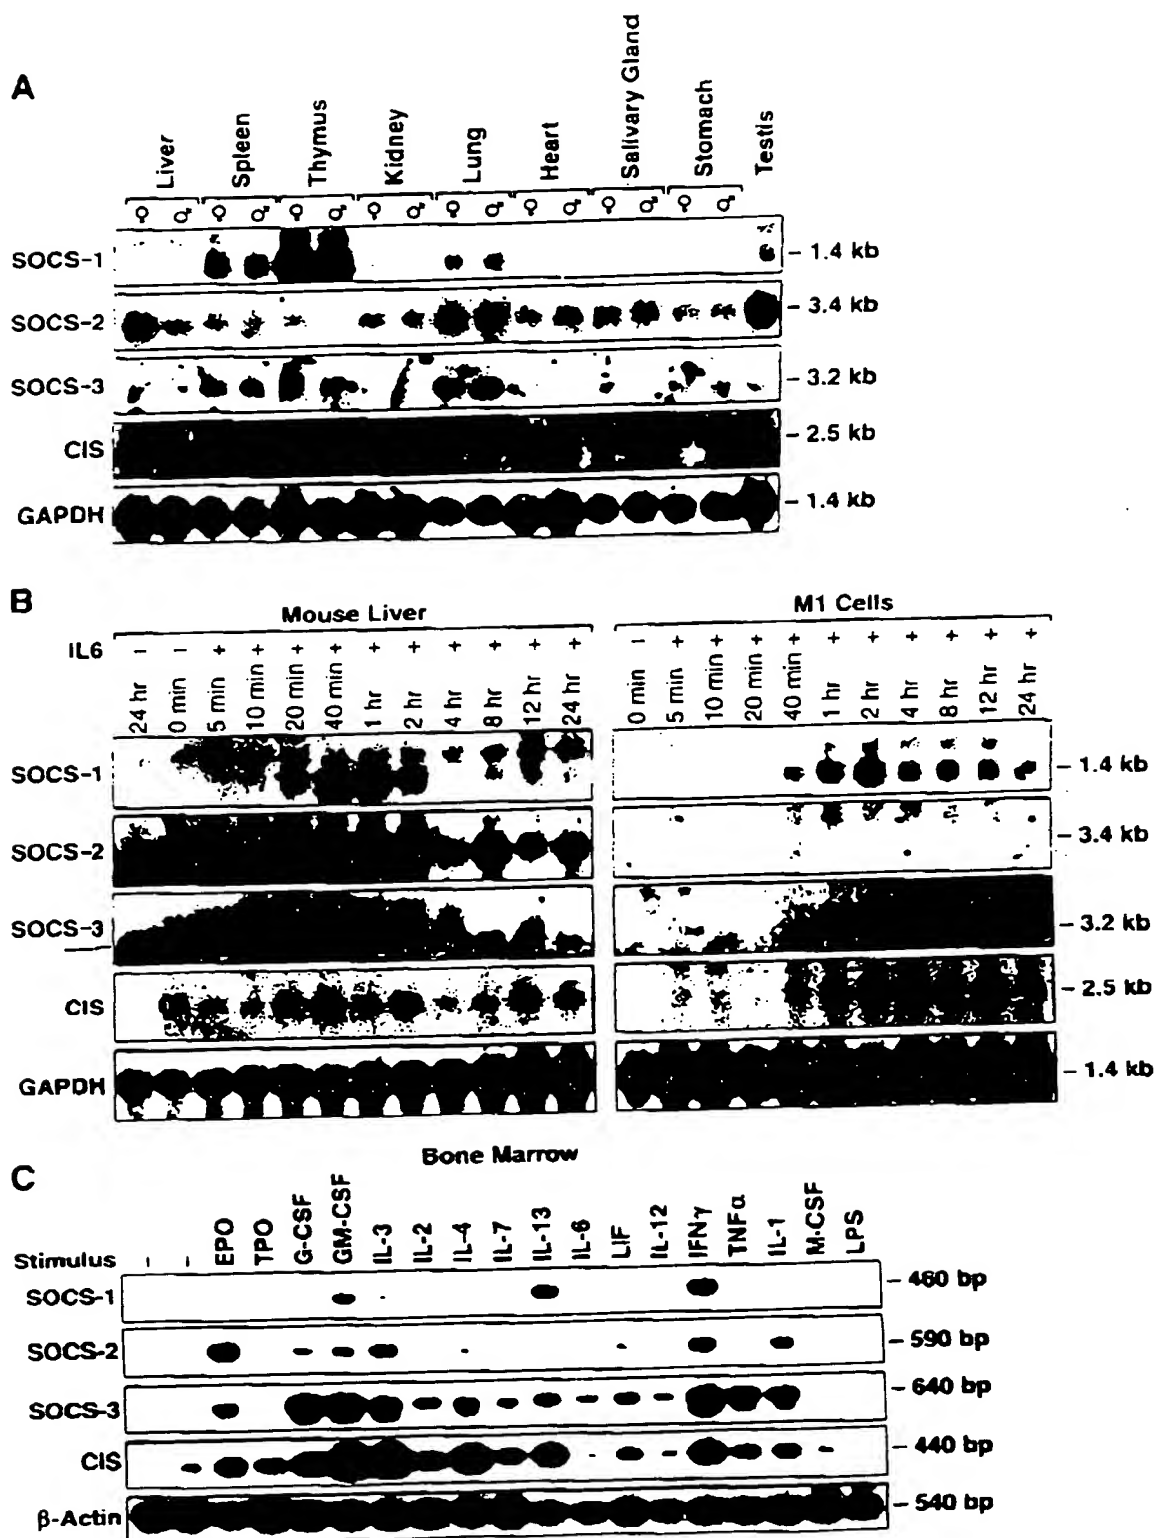 A
Liver Spleen Thymus Kidney Lung Heart Salivary Gland Stomach Testis
♀ ♂ ♀ ♂ ♀ ♂ ♀ ♂ ♀ ♂ ♀ ♂ ♀ ♂ ♀ ♂
SOCS-1 - 1.4 kb
SOCS-2 - 3.4 kb
SOCS-3 - 3.2 kb
CIS - 2.5 kb
GAPDH - 1.4 kb
B
Mouse Liver M1 Cells
IL6 - - + + + + + + + + + + - + + + + + + + + + +
24 hr 0 min 5 min 10 min 20 min 40 min 1 hr 2 hr 4 hr 8 hr 12 hr 24 hr 0 min 5 min 10 min 20 min 40 min 1 hr 2 hr 4 hr 8 hr 12 hr 24 hr
SOCS-1 - 1.4 kb
SOCS-2 - 3.4 kb
SOCS-3 - 3.2 kb
CIS - 2.5 kb
GAPDH - 1.4 kb
Bone Marrow
C
Stimulus - - EPO TPO G-CSF GM-CSF IL-3 IL-2 IL-4 IL-7 IL-13 IL-6 LIF IL-12 IFNγ TNFα IL-1 M-CSF LPS
SOCS-1 - 460 bp
SOCS-2 - 590 bp
SOCS-3 - 640 bp
CIS - 440 bp
β-Actin - 540 bp